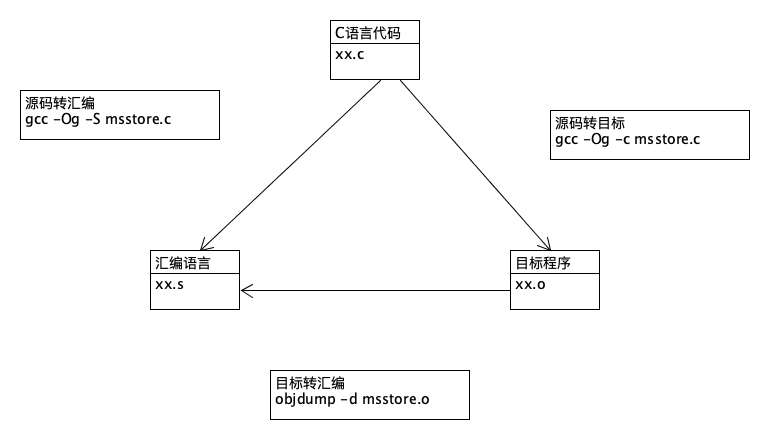 C语言代码
xx.c
源码转汇编
gcc -Og -S msstore.c
源码转目标
gcc -Og -c msstore.c
汇编语言
xx.s
目标程序
xx.o
目标转汇编
objdump -d msstore.o